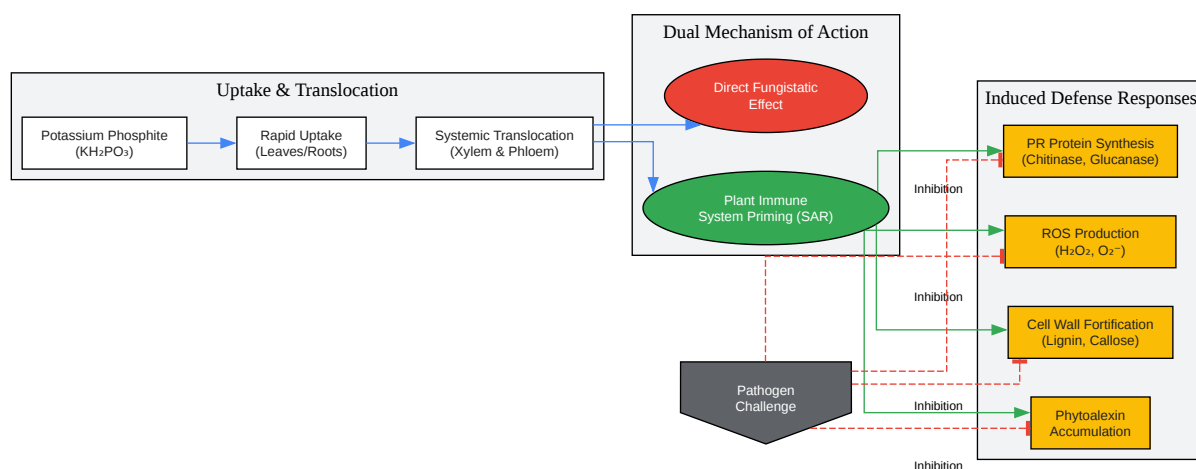 Uptake & Translocation
Potassium Phosphite
(KH₂PO₃)
Rapid Uptake
(Leaves/Roots)
Systemic Translocation
(Xylem & Phloem)
Dual Mechanism of Action
Direct Fungistatic
Effect
Plant Immune
System Priming (SAR)
Pathogen
Challenge
Inhibition
Inhibition
Inhibition
Inhibition
Induced Defense Responses
PR Protein Synthesis
(Chitinase, Glucanase)
ROS Production
(H₂O₂, O₂⁻)
Cell Wall Fortification
(Lignin, Callose)
Phytoalexin
Accumulation